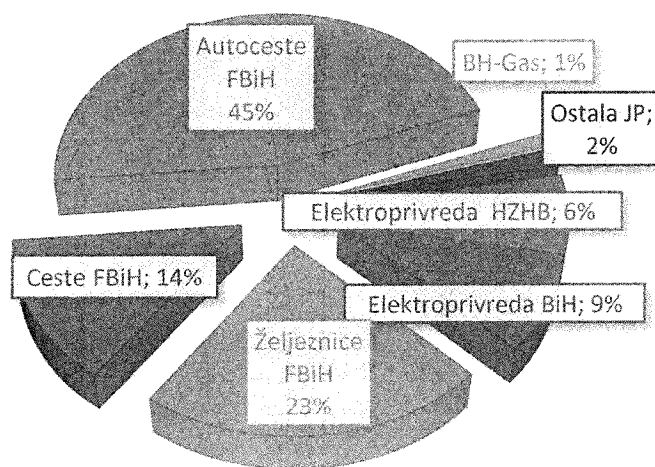 Autoceste
FBiH
45%
BH-Gas; 1%
Ostala JP;
2%
Elektroprivreda HZHB; 6%
Ceste FBiH; 14%
Elektroprivreda BiH; 9%
Željeznice
FBiH
23%